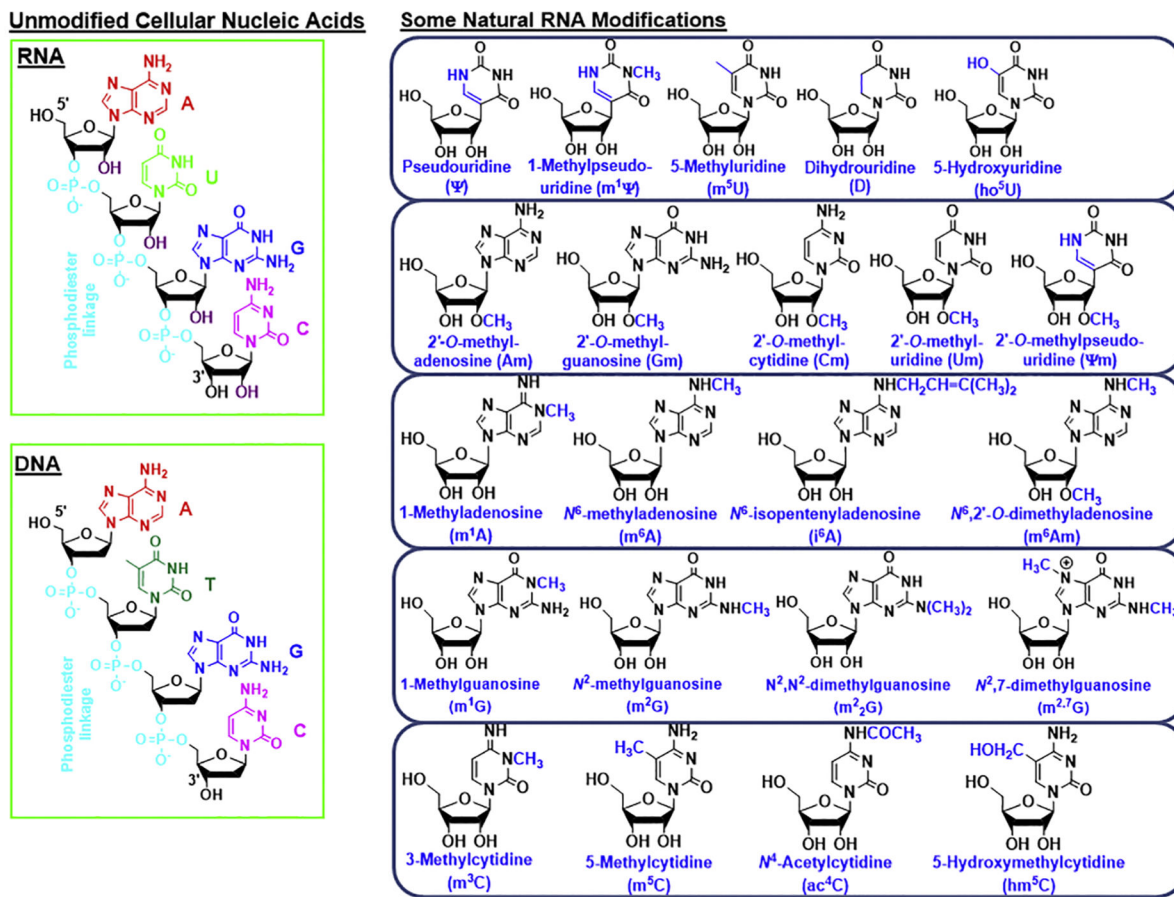 Unmodified Cellular Nucleic Acids
RNA
NH2
A
5'
HO
OH
U
O
NH
G
NH2
C
Phosphodiester
linkage
3'
OH OH
DNA
NH2
A
5'
HO
T
G
NH2
C
Phosphodiester
linkage
3'
OH
Some Natural RNA Modifications
Pseudouridine
(Ψ)
1-Methylpseudo-
uridine (m¹Ψ)
5-Methyluridine
(m⁵U)
Dihydrouridine
(D)
5-Hydroxyuridine
(ho⁵U)
2'-O-methyl-
adenosine (Am)
2'-O-methyl-
guanosine (Gm)
2'-O-methyl-
cytidine (Cm)
2'-O-methyl-
uridine (Um)
2'-O-methylpseudo-
uridine (Ψm)
NH
CH3
NHCH3
NHCH2CH=C(CH3)2
NHCH3
1-Methyladenosine
(m¹A)
N⁶-methyladenosine
(m⁶A)
N⁶-isopentenyladenosine
(i⁶A)
N⁶,2'-O-dimethyladenosine
(m⁶Am)
CH3
NH2
NHCH3
N(CH3)2
H3C
NHCH3
1-Methylguanosine
(m¹G)
N²-methylguanosine
(m²G)
N²,N²-dimethylguanosine
(m²₂G)
N²,7-dimethylguanosine
(m²,⁷G)
NH
CH3
H3C
NH2
NHCOCH3
HOH2C
NH2
3-Methylcytidine
(m³C)
5-Methylcytidine
(m⁵C)
N⁴-Acetylcytidine
(ac⁴C)
5-Hydroxymethylcytidine
(hm⁵C)